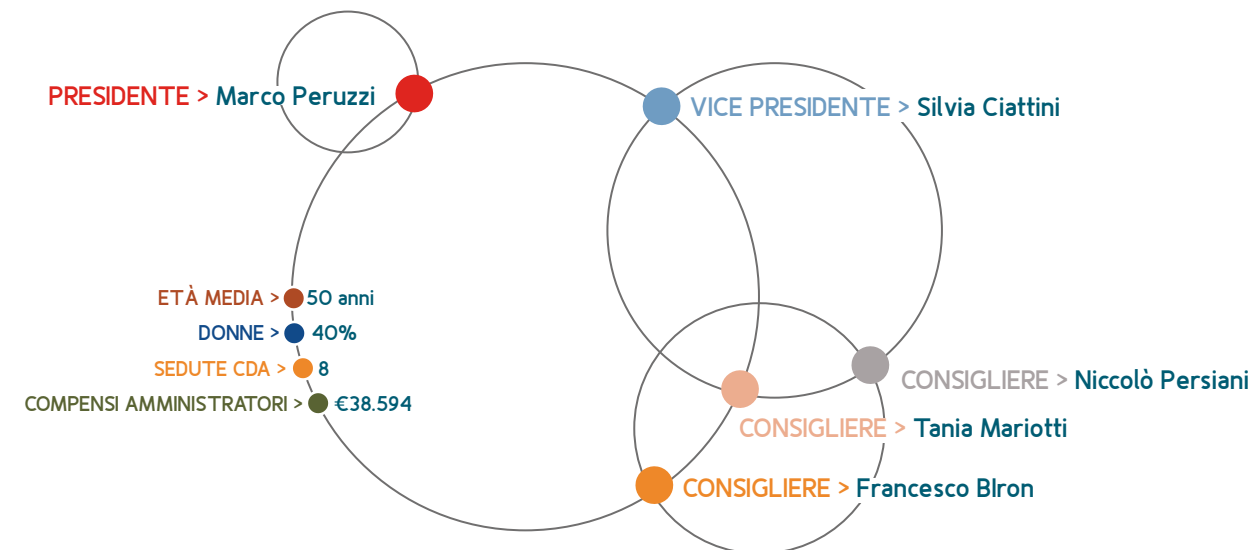 PRESIDENTE > Marco Peruzzi
VICE PRESIDENTE > Silvia Ciattini
ETÀ MEDIA > 50 anni
DONNE > 40%
SEDUTE CDA > 8
COMPENSI AMMINISTRATORI > €38.594
CONSIGLIERE > Niccolò Persiani
CONSIGLIERE > Tania Mariotti
CONSIGLIERE > Francesco BIron